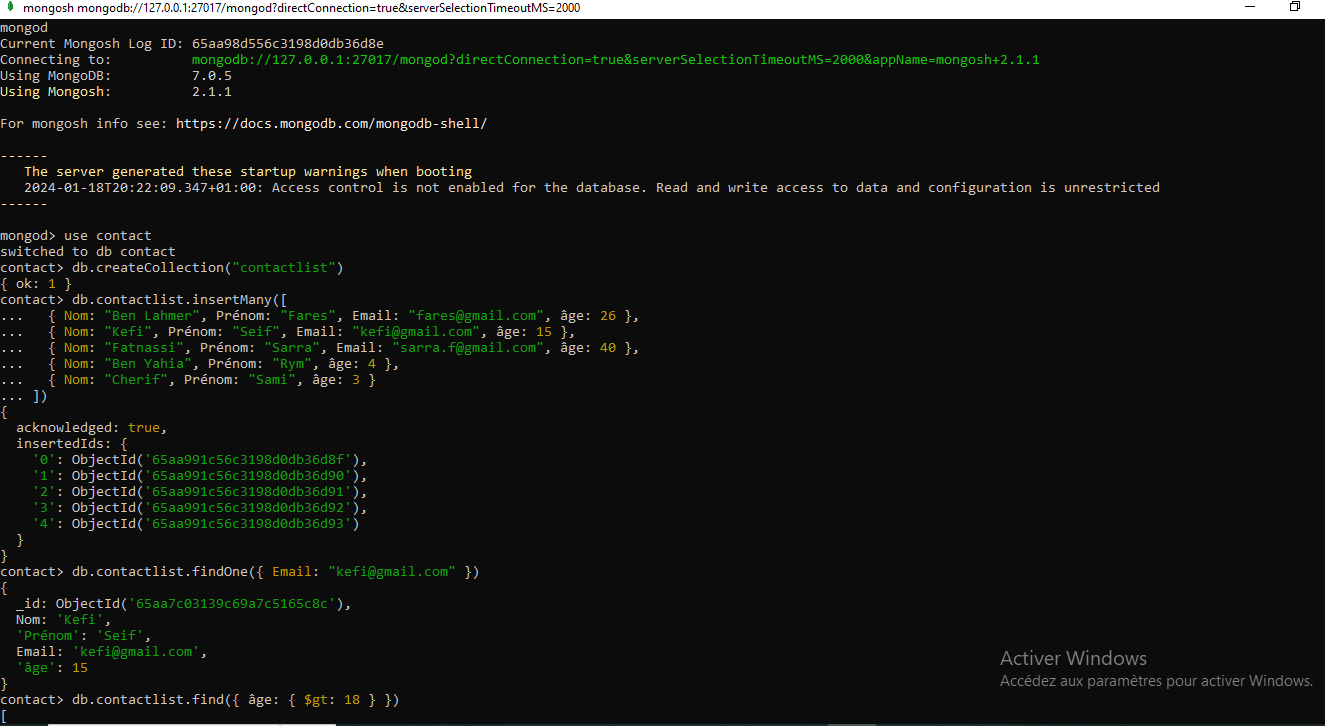 mongosh mongodb://127.0.0.1:27017/mongod?directConnection=true&serverSelectionTimeoutMS=2000
mongod
Current Mongosh Log ID: 65aa98d556c3198d0db36d8e
Connecting to:          mongodb://127.0.0.1:27017/mongod?directConnection=true&serverSelectionTimeoutMS=2000&appName=mongosh+2.1.1
Using MongoDB:          7.0.5
Using Mongosh:          2.1.1
For mongosh info see: https://docs.mongodb.com/mongodb-shell/
------
   The server generated these startup warnings when booting
   2024-01-18T20:22:09.347+01:00: Access control is not enabled for the database. Read and write access to data and configuration is unrestricted
------
mongod> use contact
switched to db contact
contact> db.createCollection("contactlist")
{ ok: 1 }
contact> db.contactlist.insertMany([
...   { Nom: "Ben Lahmer", Prénom: "Fares", Email: "fares@gmail.com", âge: 26 },
...   { Nom: "Kefi", Prénom: "Seif", Email: "kefi@gmail.com", âge: 15 },
...   { Nom: "Fatnassi", Prénom: "Sarra", Email: "sarra.f@gmail.com", âge: 40 },
...   { Nom: "Ben Yahia", Prénom: "Rym", âge: 4 },
...   { Nom: "Cherif", Prénom: "Sami", âge: 3 }
... ])
{
  acknowledged: true,
  insertedIds: {
    '0': ObjectId('65aa991c56c3198d0db36d8f'),
    '1': ObjectId('65aa991c56c3198d0db36d90'),
    '2': ObjectId('65aa991c56c3198d0db36d91'),
    '3': ObjectId('65aa991c56c3198d0db36d92'),
    '4': ObjectId('65aa991c56c3198d0db36d93')
  }
}
contact> db.contactlist.findOne({ Email: "kefi@gmail.com" })
{
  _id: ObjectId('65aa7c03139c69a7c5165c8c'),
  Nom: 'Kefi',
  'Prénom': 'Seif',
  Email: 'kefi@gmail.com',
  'âge': 15
}
contact> db.contactlist.find({ âge: { $gt: 18 } })
[
Activer Windows
Accédez aux paramètres pour activer Windows.